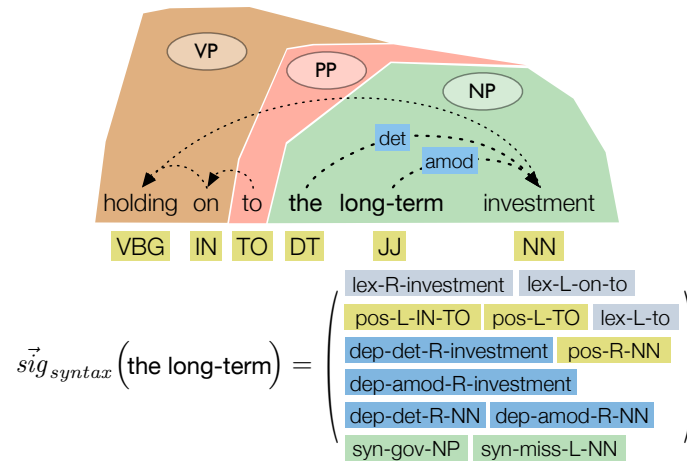 VP
PP
NP
det
amod
holding on to the long-term investment
VBG IN TO DT JJ NN
lex-R-investment lex-L-on-to
pos-L-IN-TO pos-L-TO lex-L-to
dep-det-R-investment pos-R-NN
sig syntax (the long-term) =
dep-amod-R-investment
dep-det-R-NN dep-amod-R-NN
syn-gov-NP syn-miss-L-NN